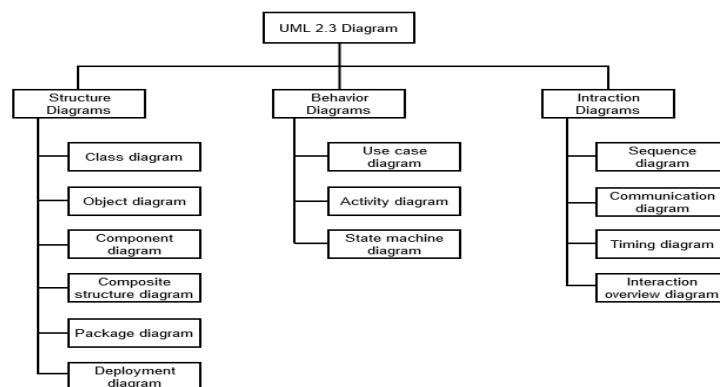 UML 2.3 Diagram
Structure
Diagrams
Behavior
Diagrams
Intraction
Diagrams
Class diagram
Object diagram
Component
diagram
Composite
structure diagram
Package diagram
Deployment
diagram
Use case
diagram
Activity diagram
State machine
diagram
Sequence
diagram
Communication
diagram
Timing diagram
Interaction
overview diagram